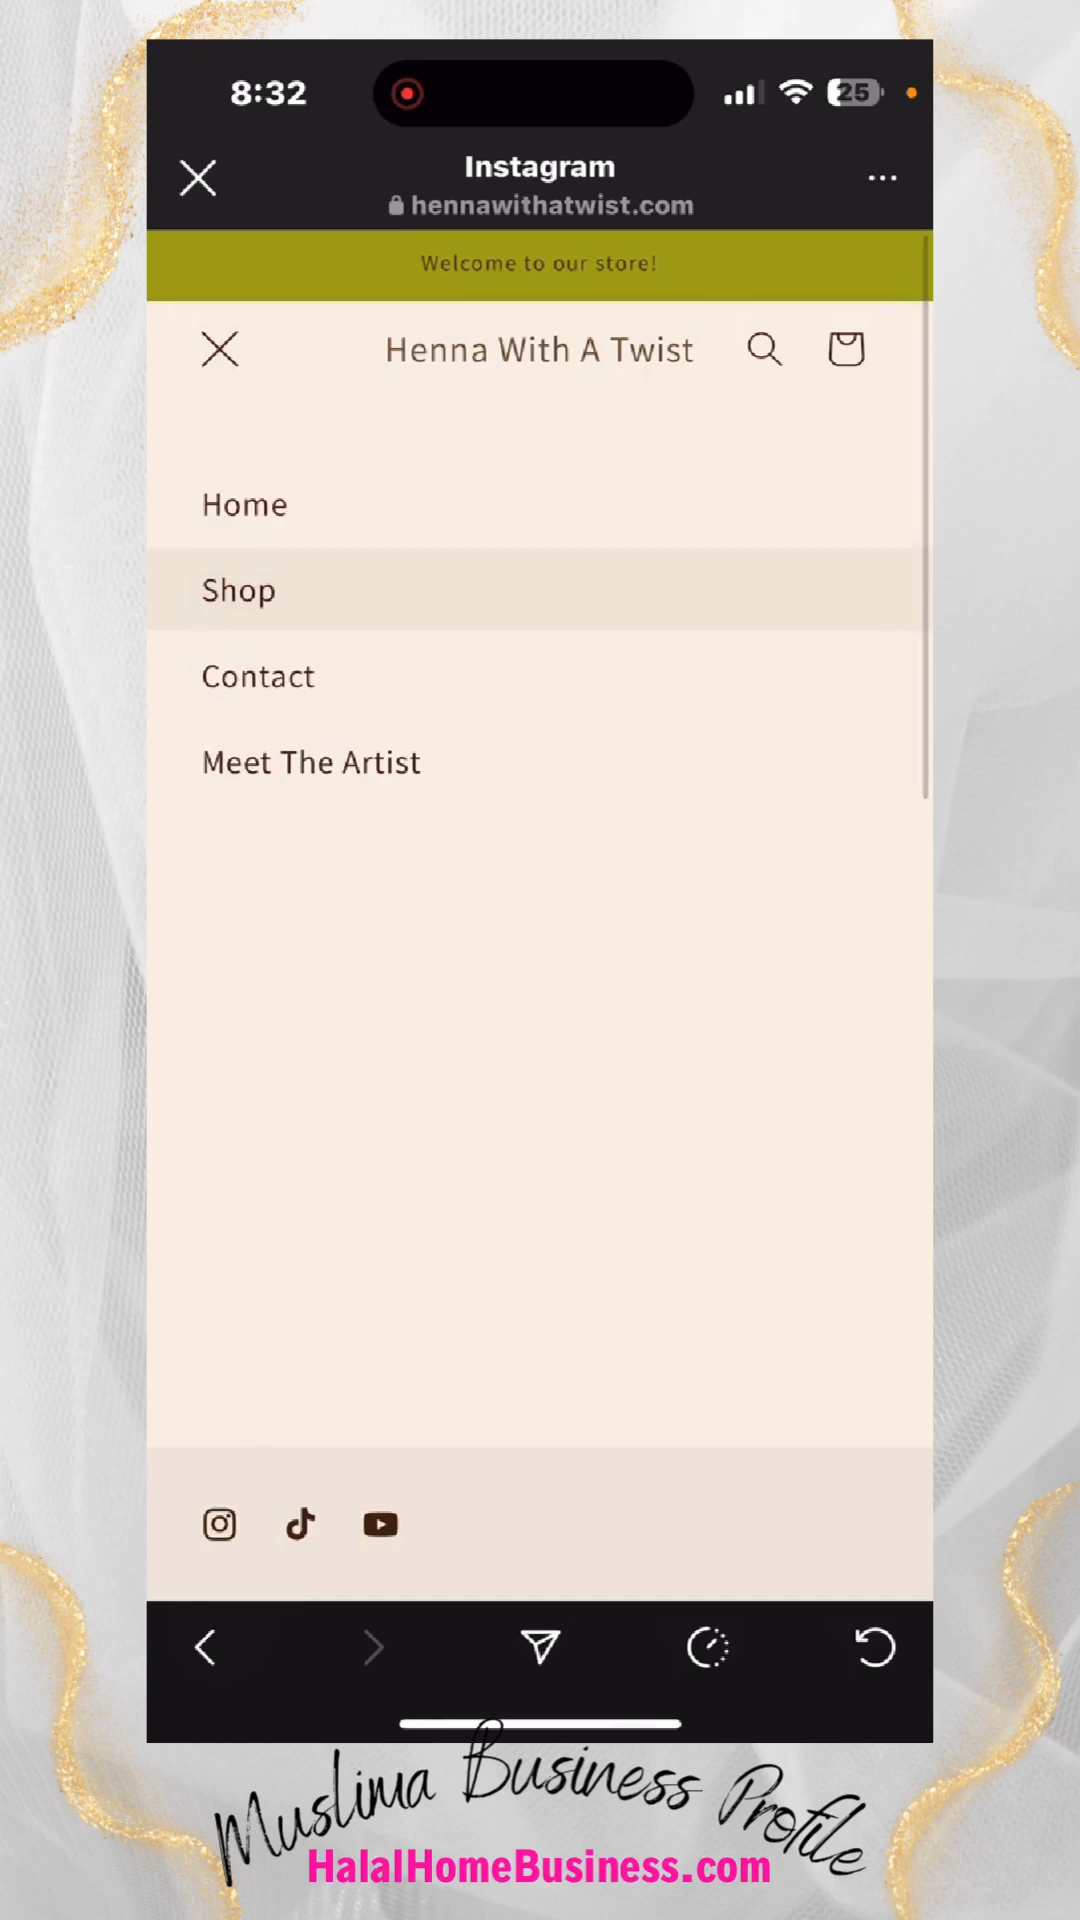 8:32
25
Instagram
hennawithatwist.com
Welcome to our store!
Henna With A Twist
Home
Shop
Contact
Meet The Artist
Muslima Business Profile
HalalHomeBusiness.com